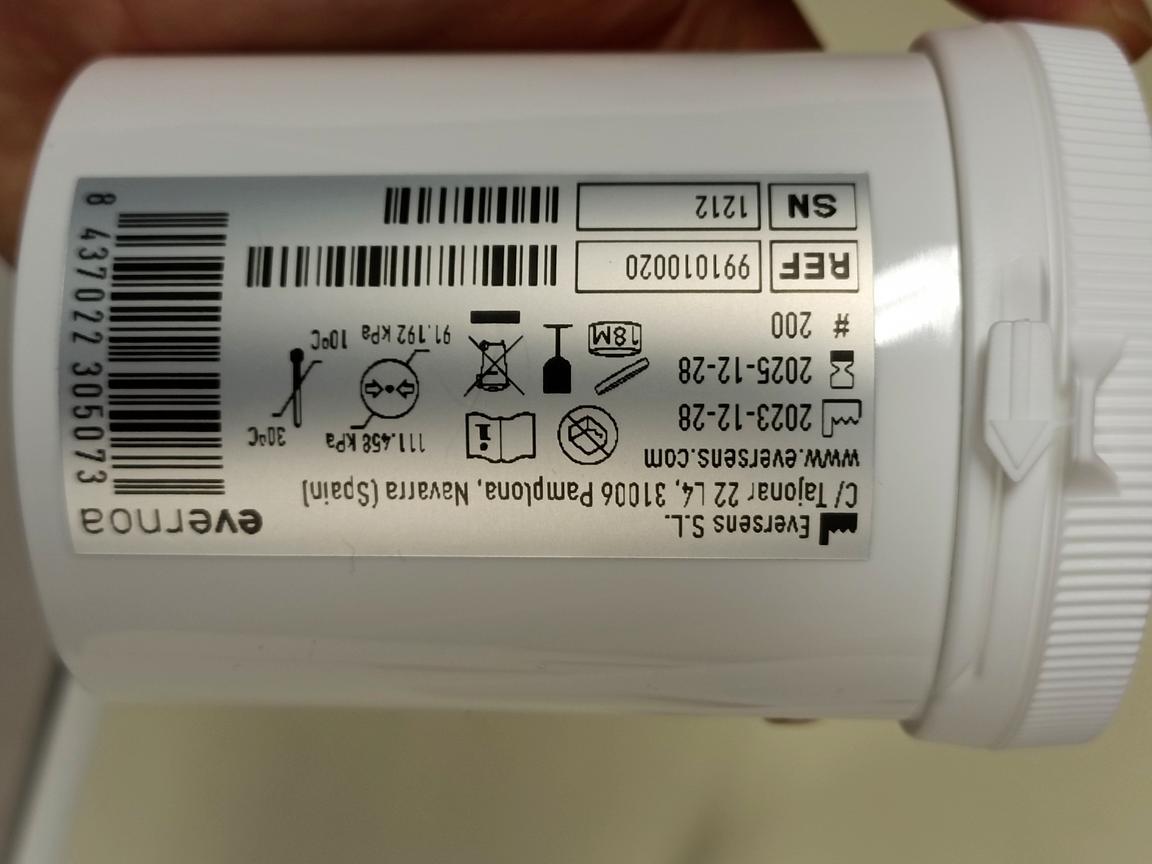 Eversens S.L.
C/ Tajonar 22 L4, 31006 Pamplona, Navarra (Spain)
www.eversens.com
evernoa
2023-12-28
2025-12-28
# 200
18M
111.458 kPa
91.192 kPa
30ºC
10ºC
REF 991010020
SN 1212
8 437022 305073